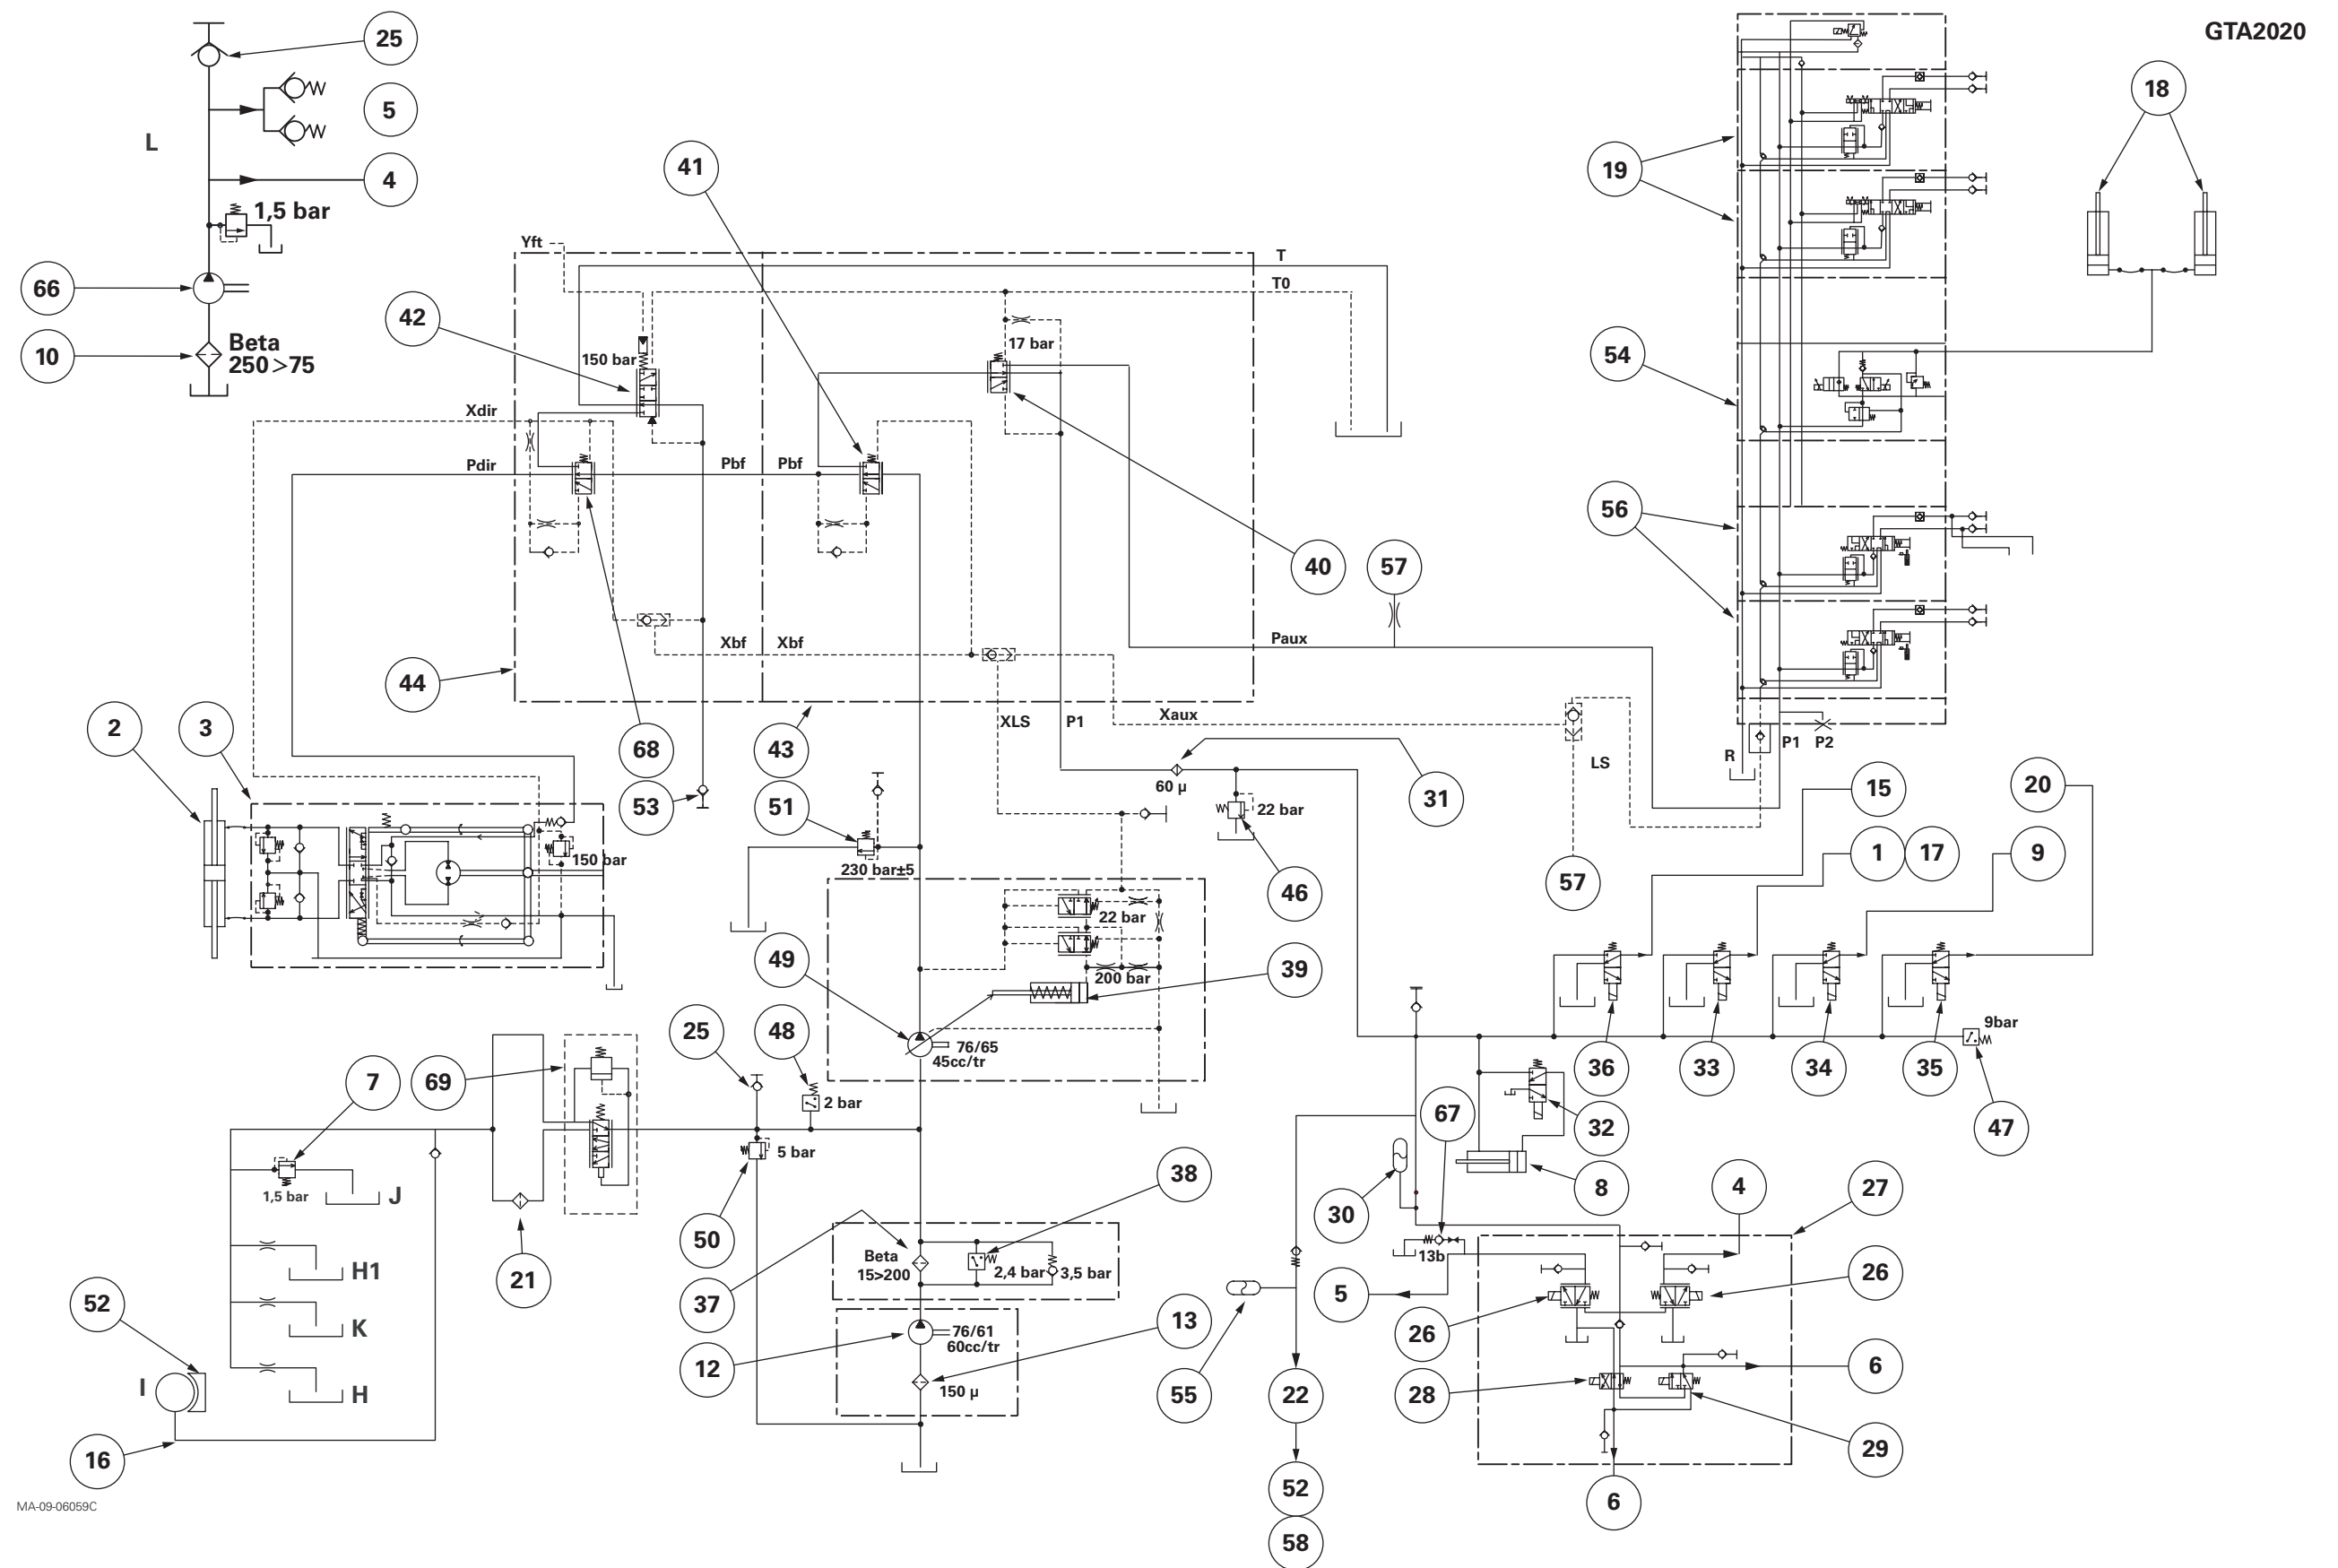 GTA2020
25
5
L
4
1,5 bar
66
10
Beta
250>75
41
42
Yft
T
T0
150 bar
17 bar
Xdir
Pdir
Pbf
Pbf
40
57
Xbf
Xbf
Paux
44
XLS
P1
Xaux
18
19
54
56
R
P1
P2
LS
2
3
68
43
53
51
60 µ
31
22 bar
46
57
15
20
1
17
9
150 bar
230 bar±5
22 bar
200 bar
49
39
76/65
45cc/tr
25
48
2 bar
7
69
1,5 bar
J
5 bar
50
21
H1
K
H
52
I
16
37
Beta
15>200
38
2,4 bar
3,5 bar
12
76/61
60cc/tr
13
150 µ
36
33
34
35
9bar
47
32
67
8
30
13b
5
4
27
26
26
55
22
28
6
29
52
6
58
MA-09-06059C